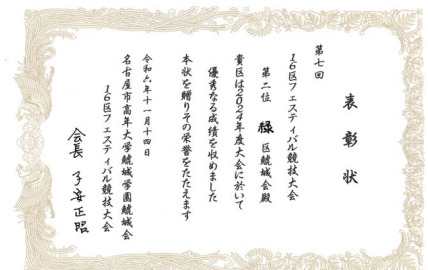 表彰状
第七回
16区フェスティバル競技大会
第二位 緑区鯱城会殿
貴区は2024年度大会に於いて
優秀なる成績を収めました
本状を贈りその栄誉をたたえます
令和六年十一月十四日
名古屋市高年大学鯱城学園鯱城会
16区フェスティバル競技大会
会長 子安正昭